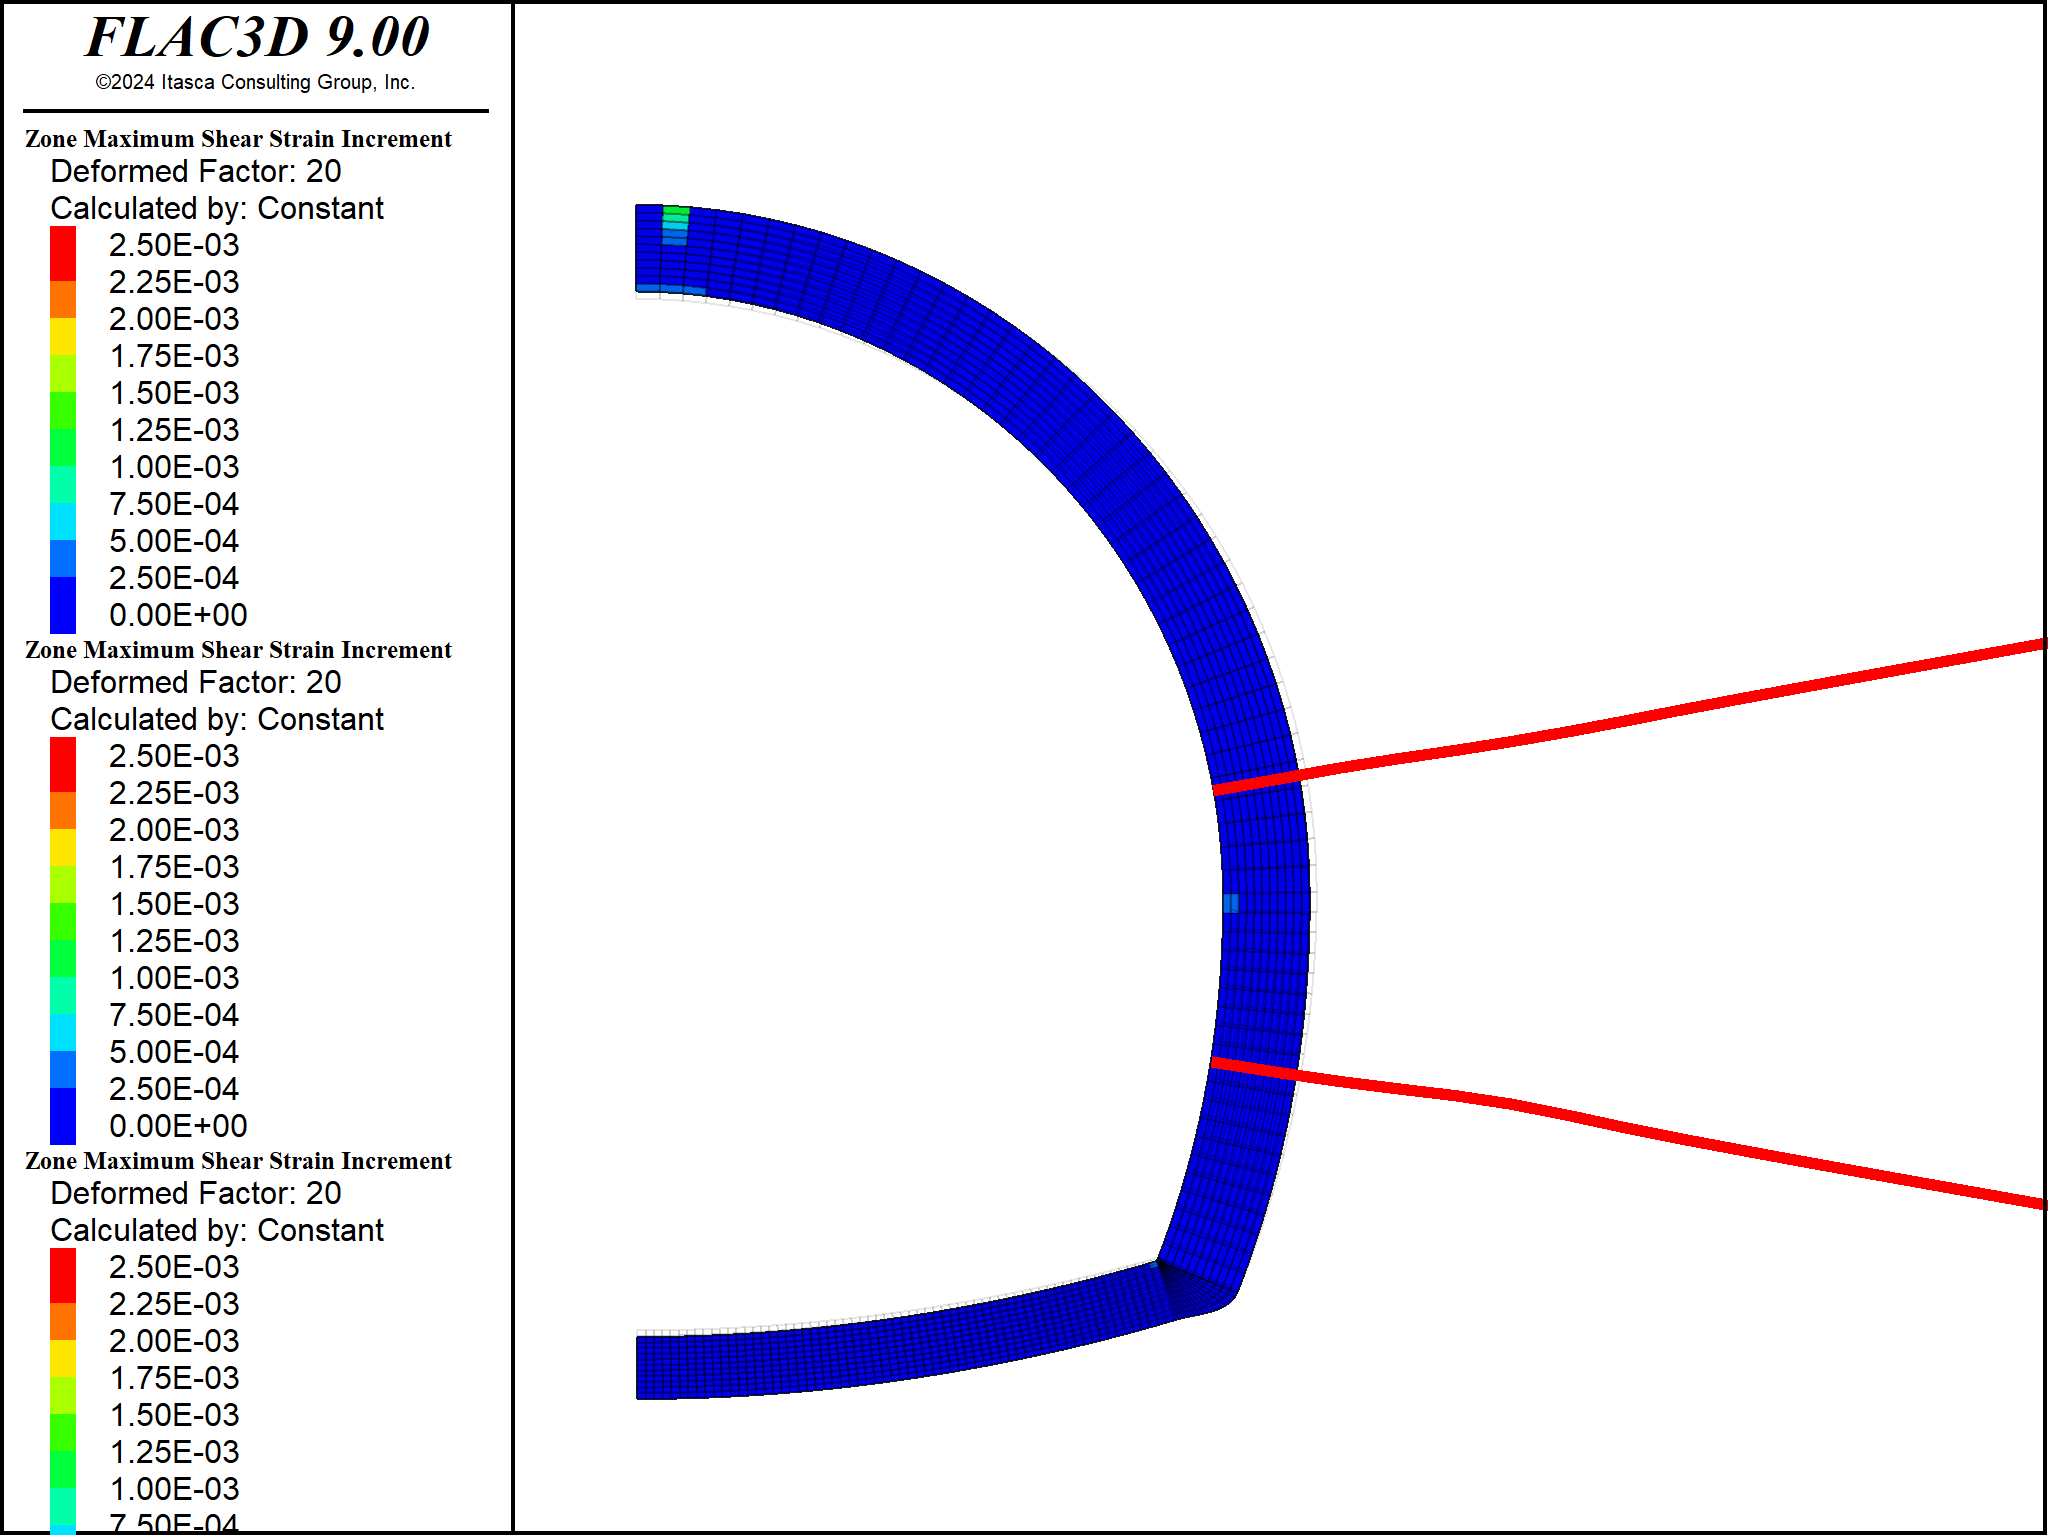 FLAC3D 9.00
©2024 Itasca Consulting Group, Inc.
Zone Maximum Shear Strain Increment
Deformed Factor: 20
Calculated by: Constant
2.50E-03
2.25E-03
2.00E-03
1.75E-03
1.50E-03
1.25E-03
1.00E-03
7.50E-04
5.00E-04
2.50E-04
0.00E+00
Zone Maximum Shear Strain Increment
Deformed Factor: 20
Calculated by: Constant
2.50E-03
2.25E-03
2.00E-03
1.75E-03
1.50E-03
1.25E-03
1.00E-03
7.50E-04
5.00E-04
2.50E-04
0.00E+00
Zone Maximum Shear Strain Increment
Deformed Factor: 20
Calculated by: Constant
2.50E-03
2.25E-03
2.00E-03
1.75E-03
1.50E-03
1.25E-03
1.00E-03
7.50E-04